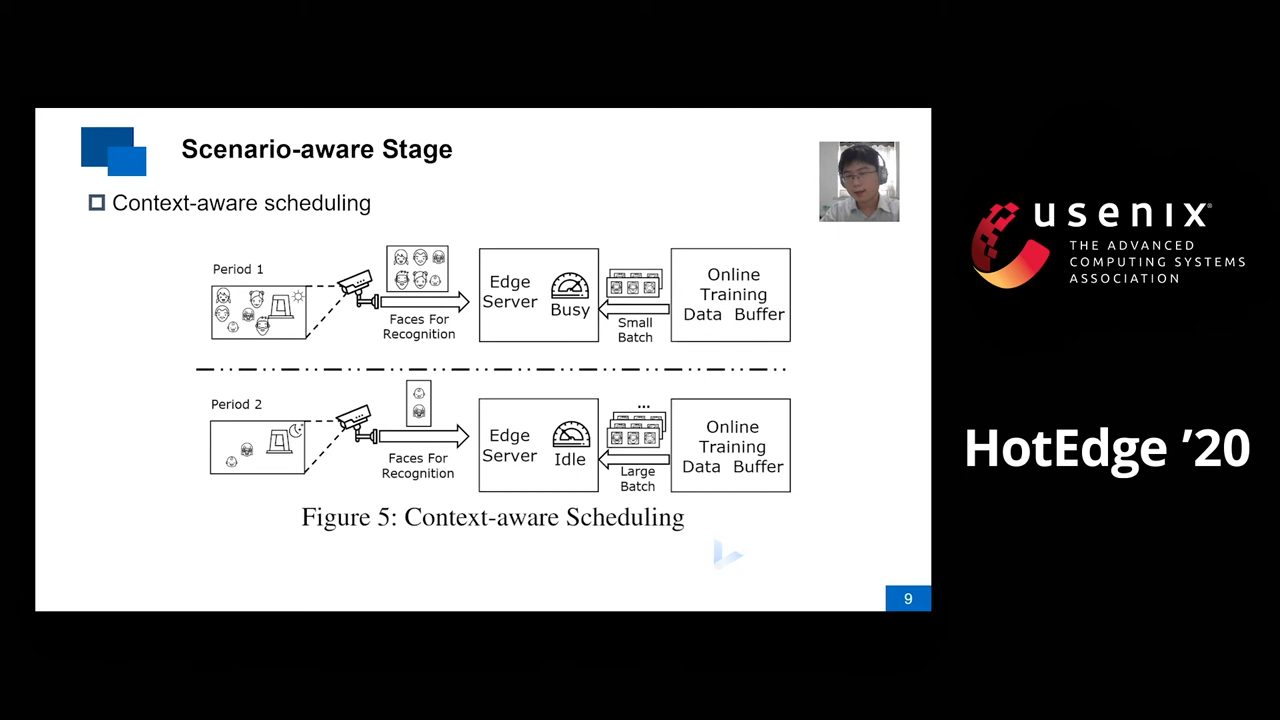 Scenario-aware Stage
Context-aware scheduling
Period 1
Faces For
Recognition
Edge
Server
Busy
Small
Batch
Online
Training
Data Buffer
Period 2
Faces For
Recognition
Edge
Server
Idle
...
Large
Batch
Online
Training
Data Buffer
Figure 5: Context-aware Scheduling
9
usenix®
THE ADVANCED
COMPUTING SYSTEMS
ASSOCIATION
HotEdge ’20